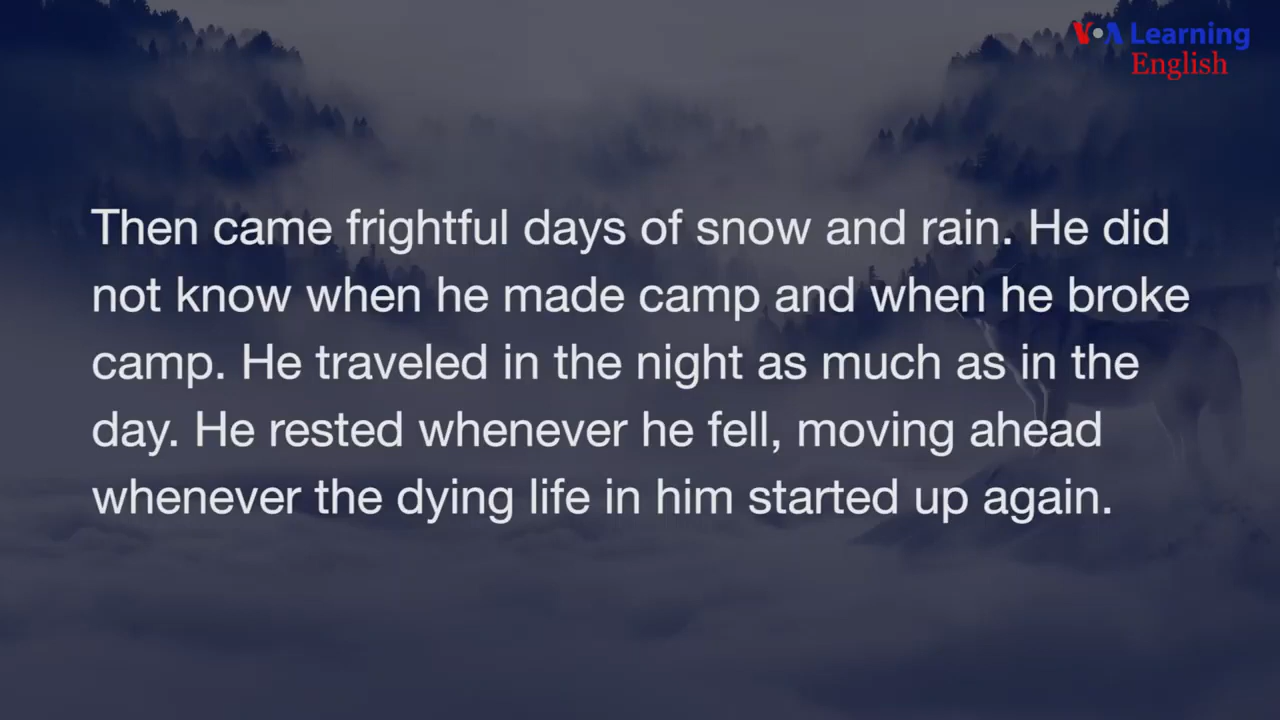 VOA Learning
English
Then came frightful days of snow and rain. He did
not know when he made camp and when he broke
camp. He traveled in the night as much as in the
day. He rested whenever he fell, moving ahead
whenever the dying life in him started up again.